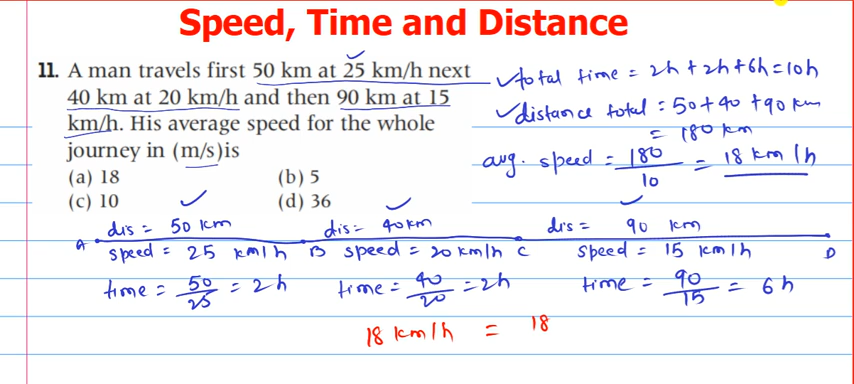 Speed, Time and Distance
11. A man travels first 50 km at 25 km/h next
40 km at 20 km/h and then 90 km at 15
km/h. His average speed for the whole
journey in (m/s)is
(a) 18 (b) 5
(c) 10 (d) 36
total time = 2h + 2h + 6h = 10h
distance total : 50 + 40 + 90 km
= 180 km
avg. speed = 180/10 = 18 km/h
dis = 50 km dis = 40 km dis = 90 km
A B C D
speed = 25 km/h speed = 20 km/h speed = 15 km/h
time = 50/25 = 2h time = 40/20 = 2h time = 90/15 = 6h
18 km/h = 18